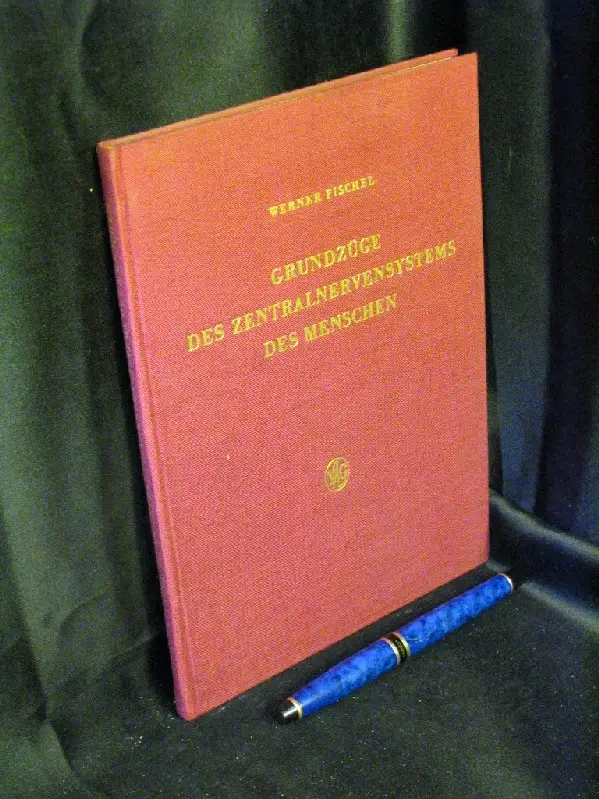 WERNER FISCHEL
GRUNDZÜGE
DES ZENTRALNERVENSYSTEMS
DES MENSCHEN